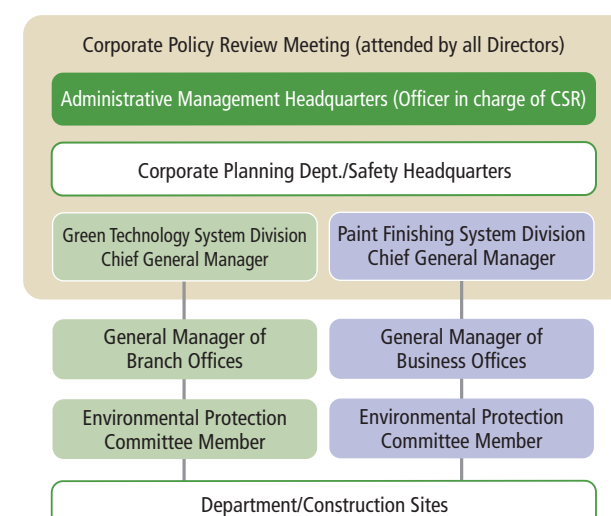 Corporate Policy Review Meeting (attended by all Directors)
Administrative Management Headquarters (Officer in charge of CSR)
Corporate Planning Dept./Safety Headquarters
Green Technology System Division
Chief General Manager
Paint Finishing System Division
Chief General Manager
General Manager of
Branch Offices
General Manager of
Business Offices
Environmental Protection
Committee Member
Environmental Protection
Committee Member
Department/Construction Sites